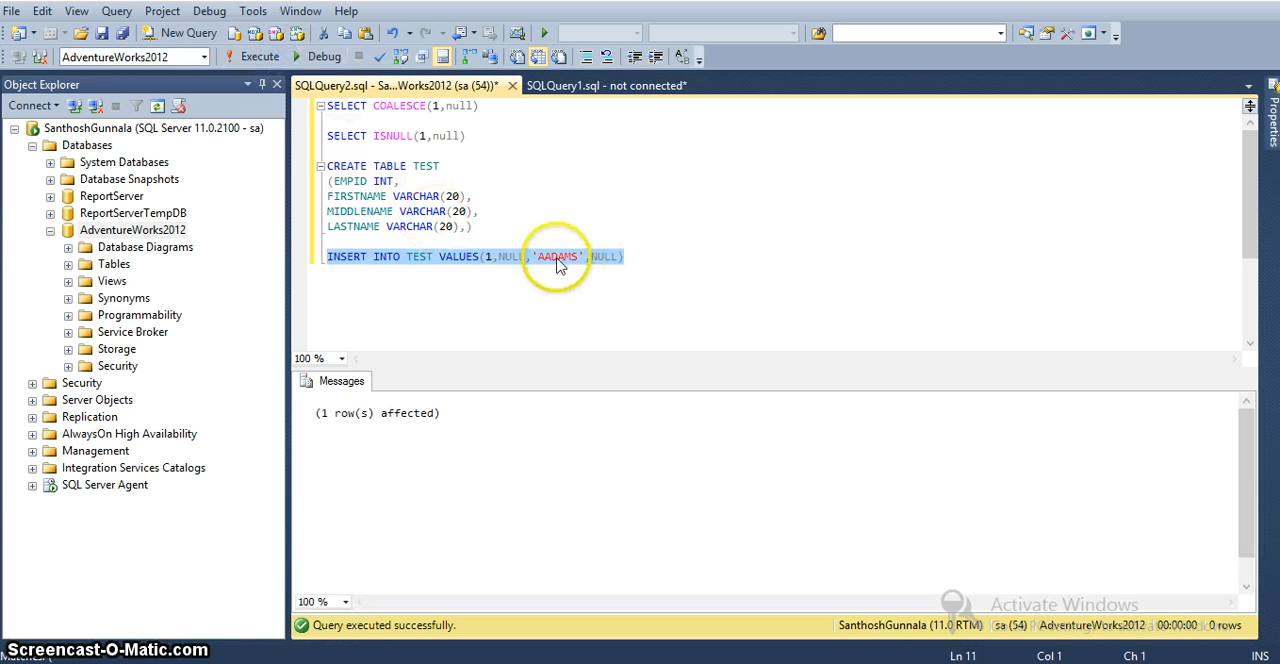 File Edit View Query Project Debug Tools Window Help
New Query
AdventureWorks2012 Execute Debug
Object Explorer
Connect
SanthoshGunnala (SQL Server 11.0.2100 - sa)
Databases
System Databases
Database Snapshots
ReportServer
ReportServerTempDB
AdventureWorks2012
Database Diagrams
Tables
Views
Synonyms
Programmability
Service Broker
Storage
Security
Security
Server Objects
Replication
AlwaysOn High Availability
Management
Integration Services Catalogs
SQL Server Agent
SQLQuery2.sql - Sa...Works2012 (sa (54))* SQLQuery1.sql - not connected*
SELECT COALESCE(1,null)
SELECT ISNULL(1,null)
CREATE TABLE TEST
(EMPID INT,
FIRSTNAME VARCHAR(20),
MIDDLENAME VARCHAR(20),
LASTNAME VARCHAR(20),)
INSERT INTO TEST VALUES(1,NULL,'AADAMS',NULL)
100 %
Messages
(1 row(s) affected)
100 %
Activate Windows
Query executed successfully. SanthoshGunnala (11.0 RTM) sa (54) AdventureWorks2012 00:00:00 0 rows
Ln 11 Col 1 Ch 1 INS
Properties
Screencast-O-Matic.com